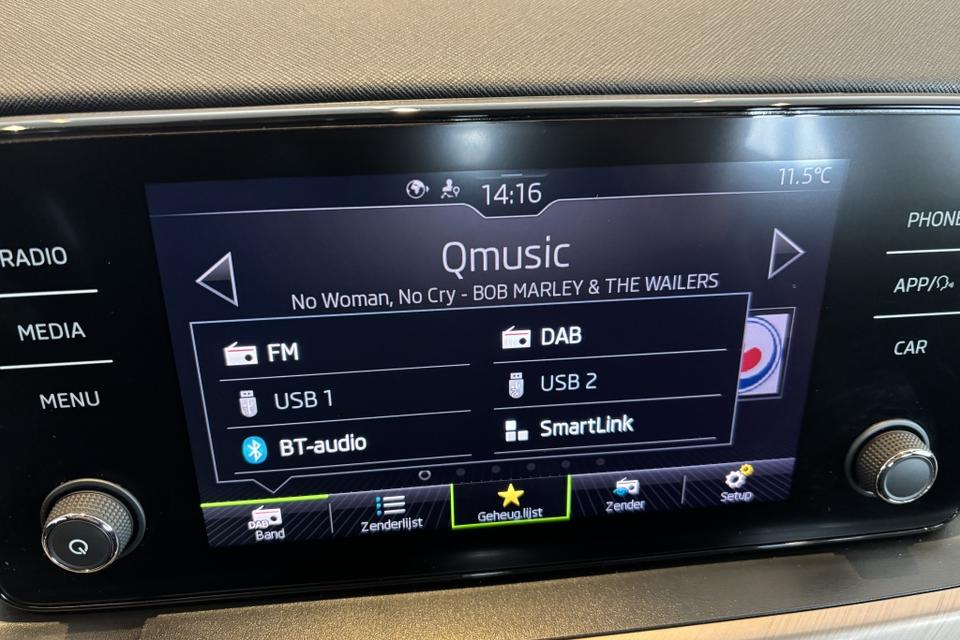 14:16
11.5°C
Qmusic
No Woman, No Cry - BOB MARLEY & THE WAILERS
FM
DAB
USB 1
USB 2
BT-audio
SmartLink
DAB
Band
Zenderlijst
Geheug.lijst
Zender
Setup
RADIO
MEDIA
MENU
PHONE
APP/
CAR